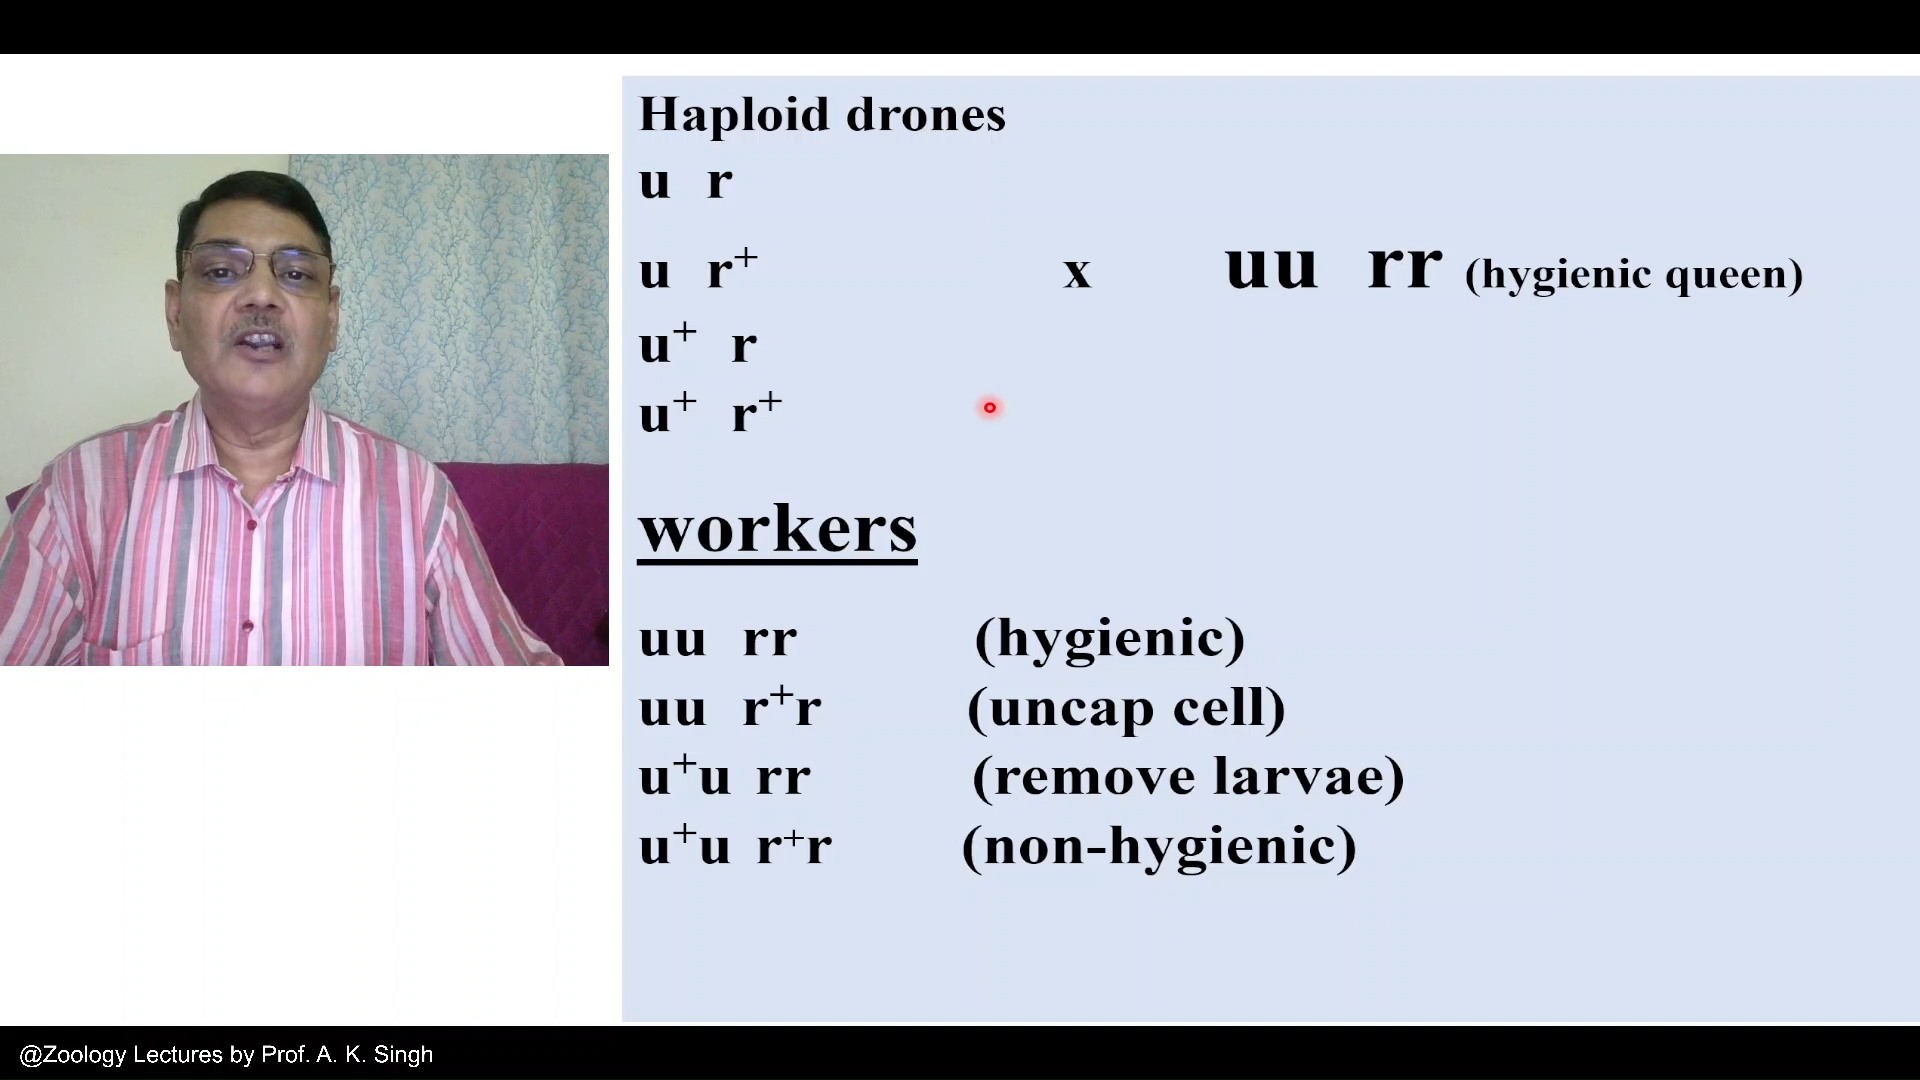 Haploid drones
u r
u r⁺ x uu rr (hygienic queen)
u⁺ r
u⁺ r⁺
workers
uu rr (hygienic)
uu r⁺r (uncap cell)
u⁺u rr (remove larvae)
u⁺u r⁺r (non-hygienic)
@Zoology Lectures by Prof. A. K. Singh